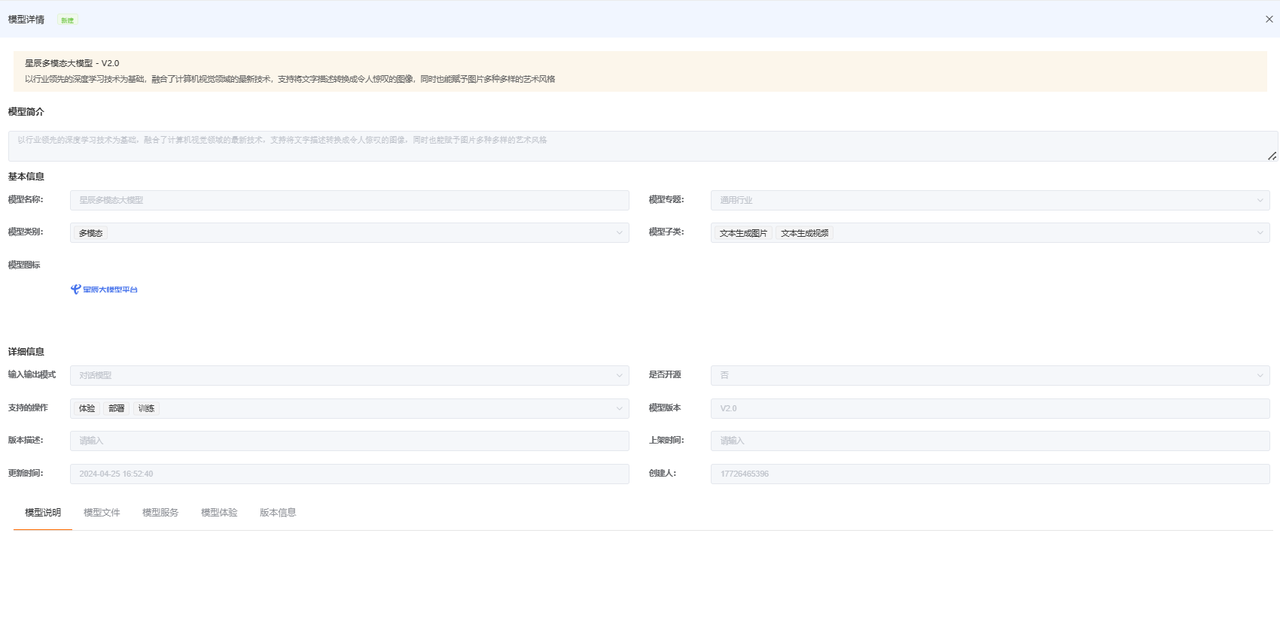 模型详情 新建
星辰多模态大模型 - V2.0
以行业领先的深度学习技术为基础，融合了计算机视觉领域的最新技术，支持将文字描述转换成令人惊叹的图像，同时也能赋予图片多种多样的艺术风格
模型简介
以行业领先的深度学习技术为基础，融合了计算机视觉领域的最新技术，支持将文字描述转换成令人惊叹的图像，同时也能赋予图片多种多样的艺术风格
基本信息
模型名称: 星辰多模态大模型 模型专题: 通用行业
模型类别: 多模态 模型子类: 文本生成图片 文本生成视频
模型图标
星辰大模型平台
详细信息
输入输出模式 对话模型 是否开源 否
支持的操作 体验 部署 训练 模型版本 V2.0
版本描述: 请输入 上架时间: 请输入
更新时间: 2024-04-25 16:52:40 创建人: 17726465396
模型说明 模型文件 模型服务 模型体验 版本信息